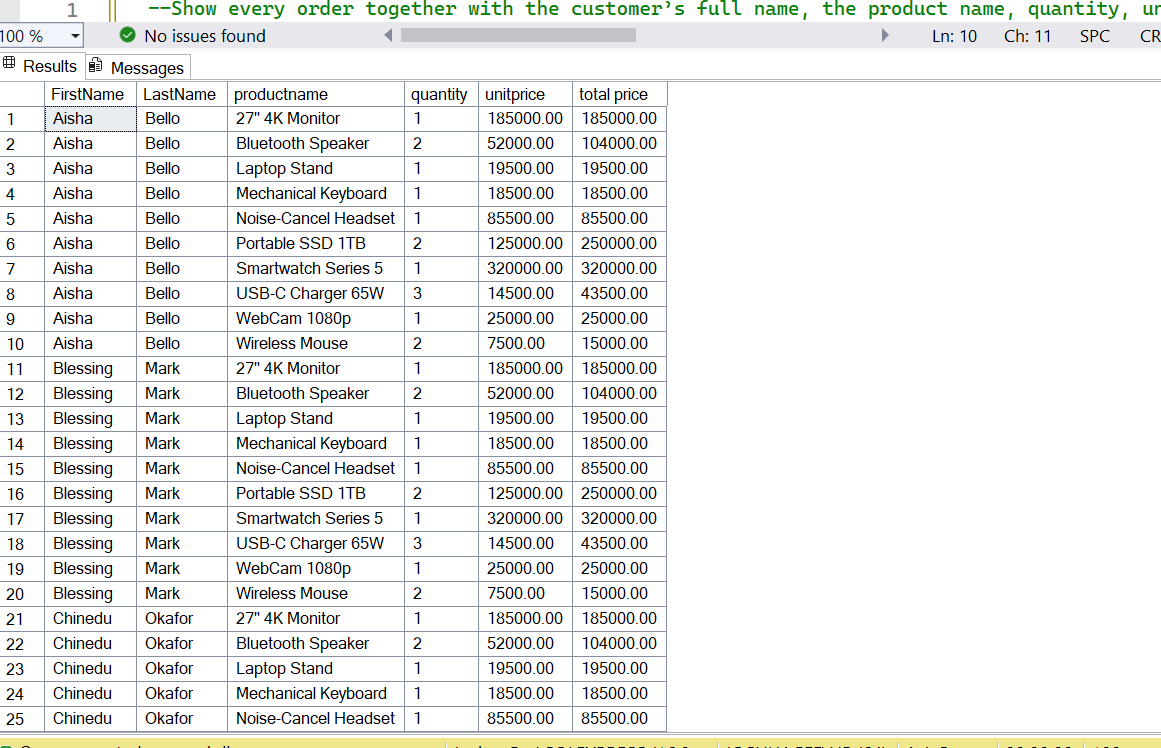 1 --Show every order together with the customer's full name, the product name, quantity,
100 % No issues found Ln: 10 Ch: 11 SPC
Results Messages
FirstName LastName productname quantity unitprice total price
1 Aisha Bello 27" 4K Monitor 1 185000.00 185000.00
2 Aisha Bello Bluetooth Speaker 2 52000.00 104000.00
3 Aisha Bello Laptop Stand 1 19500.00 19500.00
4 Aisha Bello Mechanical Keyboard 1 18500.00 18500.00
5 Aisha Bello Noise-Cancel Headset 1 85500.00 85500.00
6 Aisha Bello Portable SSD 1TB 2 125000.00 250000.00
7 Aisha Bello Smartwatch Series 5 1 320000.00 320000.00
8 Aisha Bello USB-C Charger 65W 3 14500.00 43500.00
9 Aisha Bello WebCam 1080p 1 25000.00 25000.00
10 Aisha Bello Wireless Mouse 2 7500.00 15000.00
11 Blessing Mark 27" 4K Monitor 1 185000.00 185000.00
12 Blessing Mark Bluetooth Speaker 2 52000.00 104000.00
13 Blessing Mark Laptop Stand 1 19500.00 19500.00
14 Blessing Mark Mechanical Keyboard 1 18500.00 18500.00
15 Blessing Mark Noise-Cancel Headset 1 85500.00 85500.00
16 Blessing Mark Portable SSD 1TB 2 125000.00 250000.00
17 Blessing Mark Smartwatch Series 5 1 320000.00 320000.00
18 Blessing Mark USB-C Charger 65W 3 14500.00 43500.00
19 Blessing Mark WebCam 1080p 1 25000.00 25000.00
20 Blessing Mark Wireless Mouse 2 7500.00 15000.00
21 Chinedu Okafor 27" 4K Monitor 1 185000.00 185000.00
22 Chinedu Okafor Bluetooth Speaker 2 52000.00 104000.00
23 Chinedu Okafor Laptop Stand 1 19500.00 19500.00
24 Chinedu Okafor Mechanical Keyboard 1 18500.00 18500.00
25 Chinedu Okafor Noise-Cancel Headset 1 85500.00 85500.00